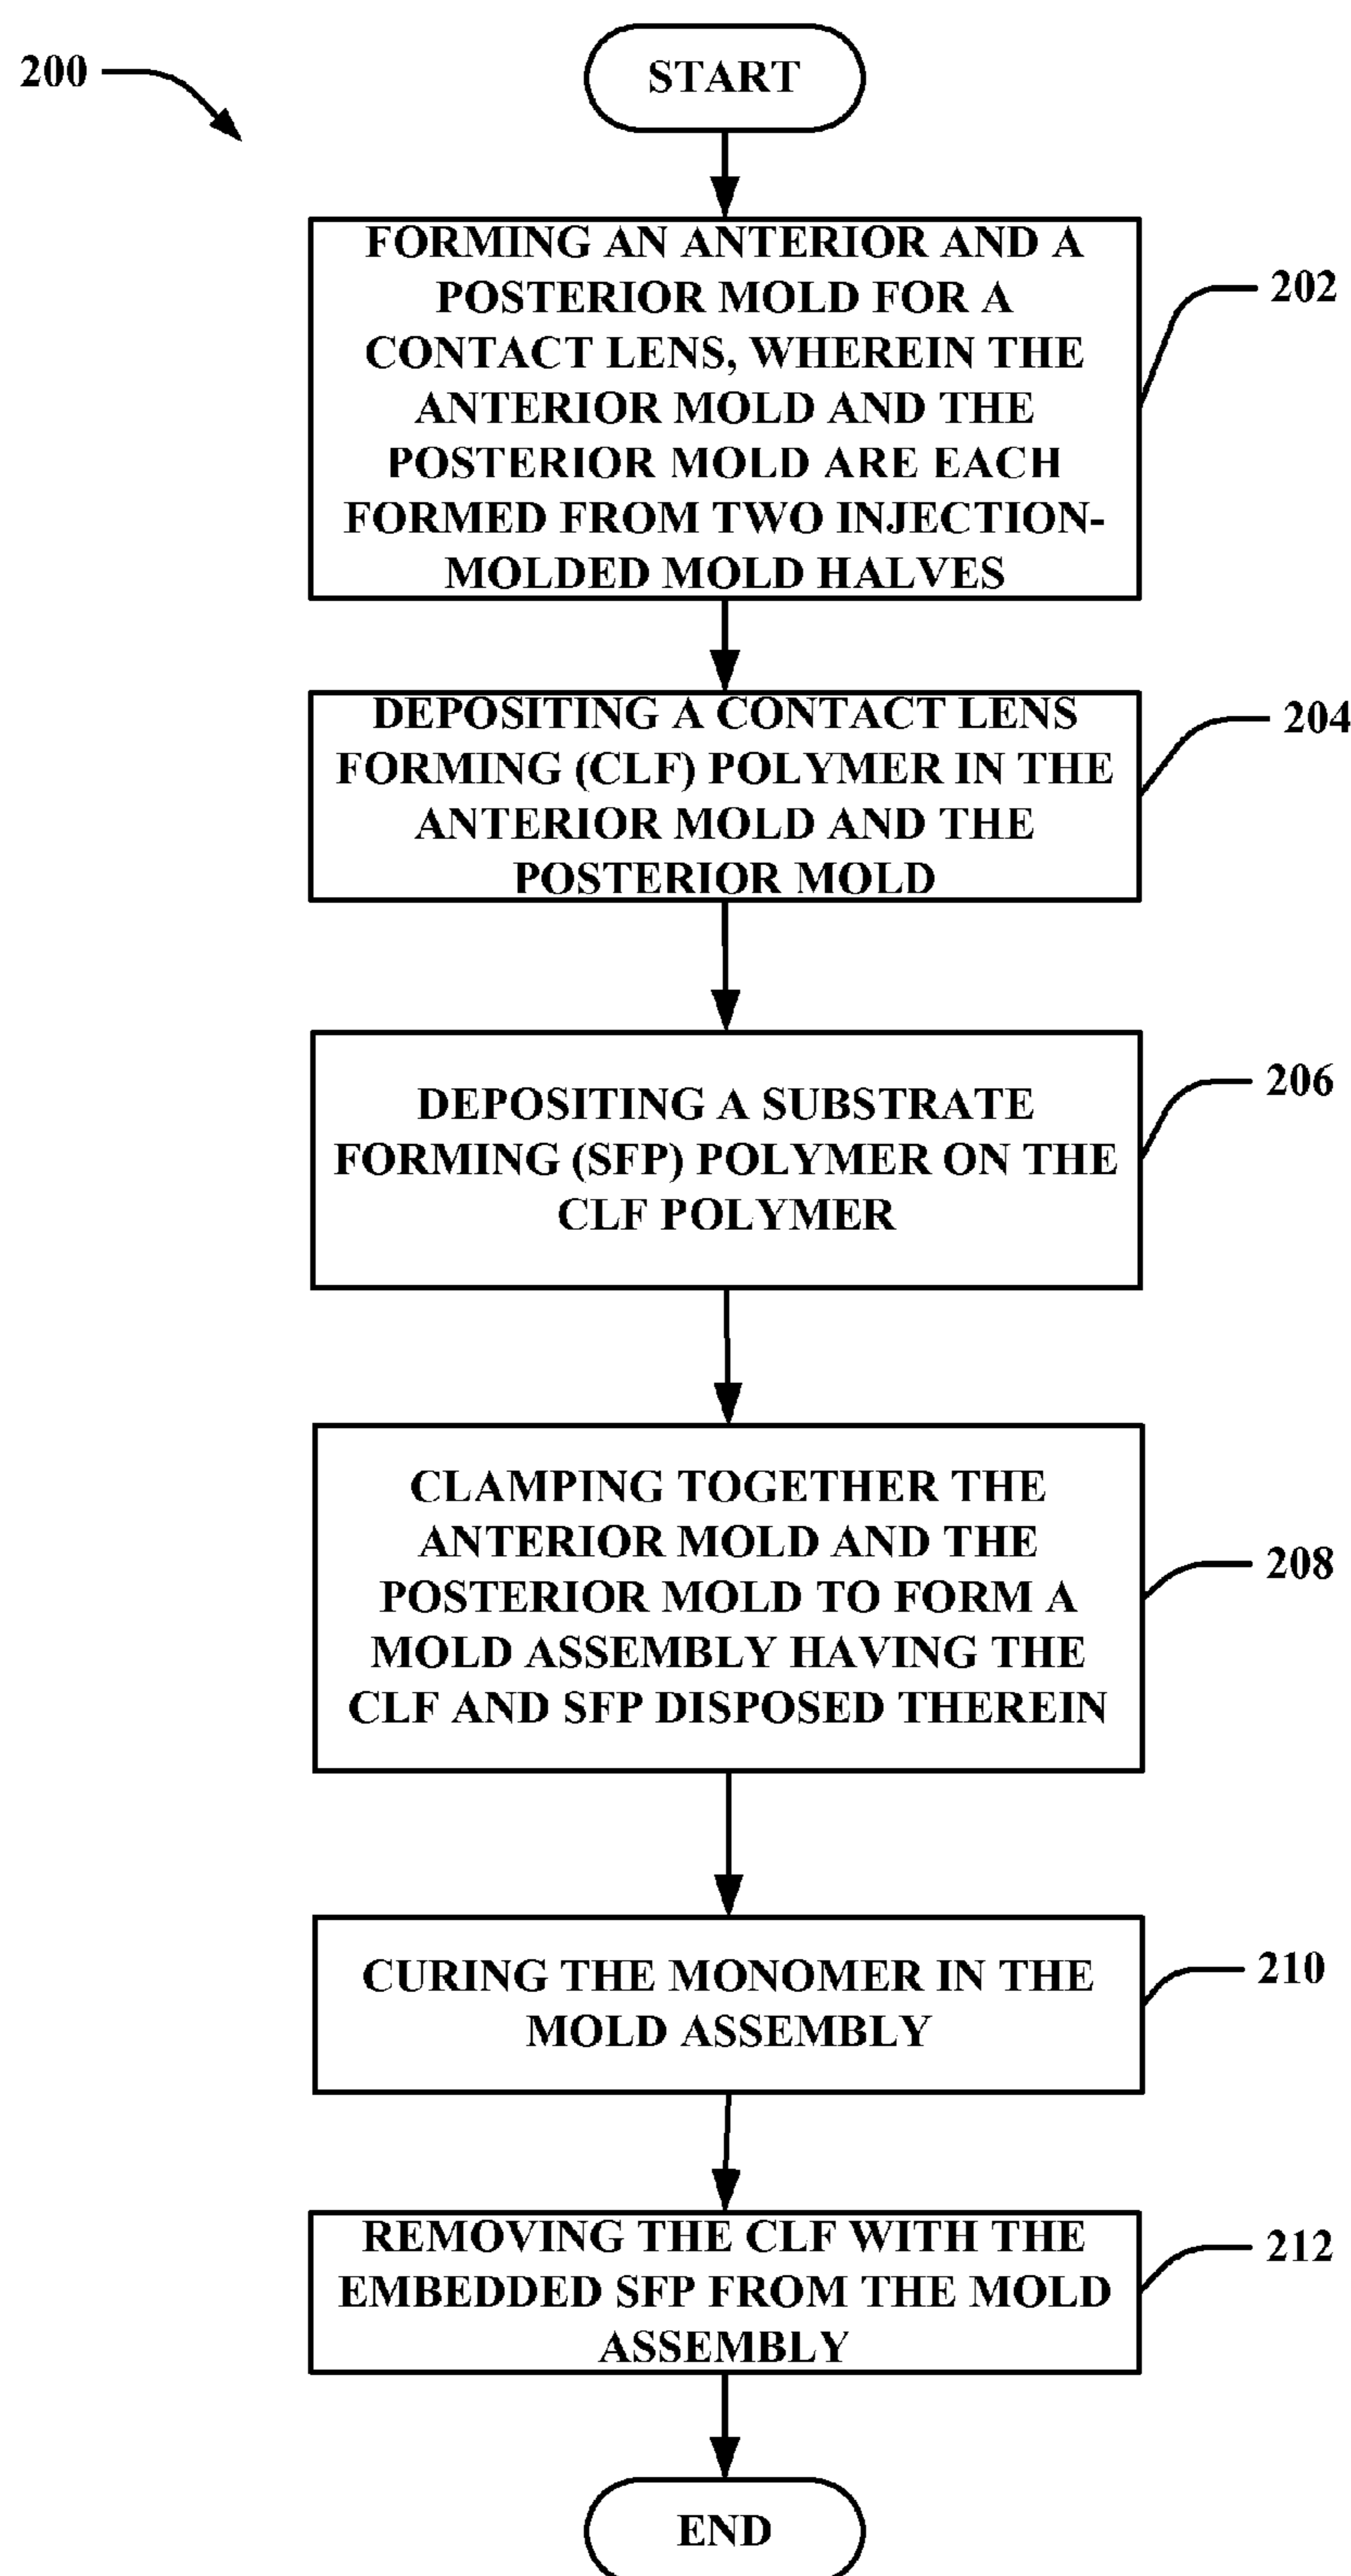 200
START
FORMING AN ANTERIOR AND A
POSTERIOR MOLD FOR A
CONTACT LENS, WHEREIN THE
ANTERIOR MOLD AND THE
POSTERIOR MOLD ARE EACH
FORMED FROM TWO INJECTION-
MOLDED MOLD HALVES
202
DEPOSITING A CONTACT LENS
FORMING (CLF) POLYMER IN THE
ANTERIOR MOLD AND THE
POSTERIOR MOLD
204
DEPOSITING A SUBSTRATE
FORMING (SFP) POLYMER ON THE
CLF POLYMER
206
CLAMPING TOGETHER THE
ANTERIOR MOLD AND THE
POSTERIOR MOLD TO FORM A
MOLD ASSEMBLY HAVING THE
CLF AND SFP DISPOSED THEREIN
208
CURING THE MONOMER IN THE
MOLD ASSEMBLY
210
REMOVING THE CLF WITH THE
EMBEDDED SFP FROM THE MOLD
ASSEMBLY
212
END